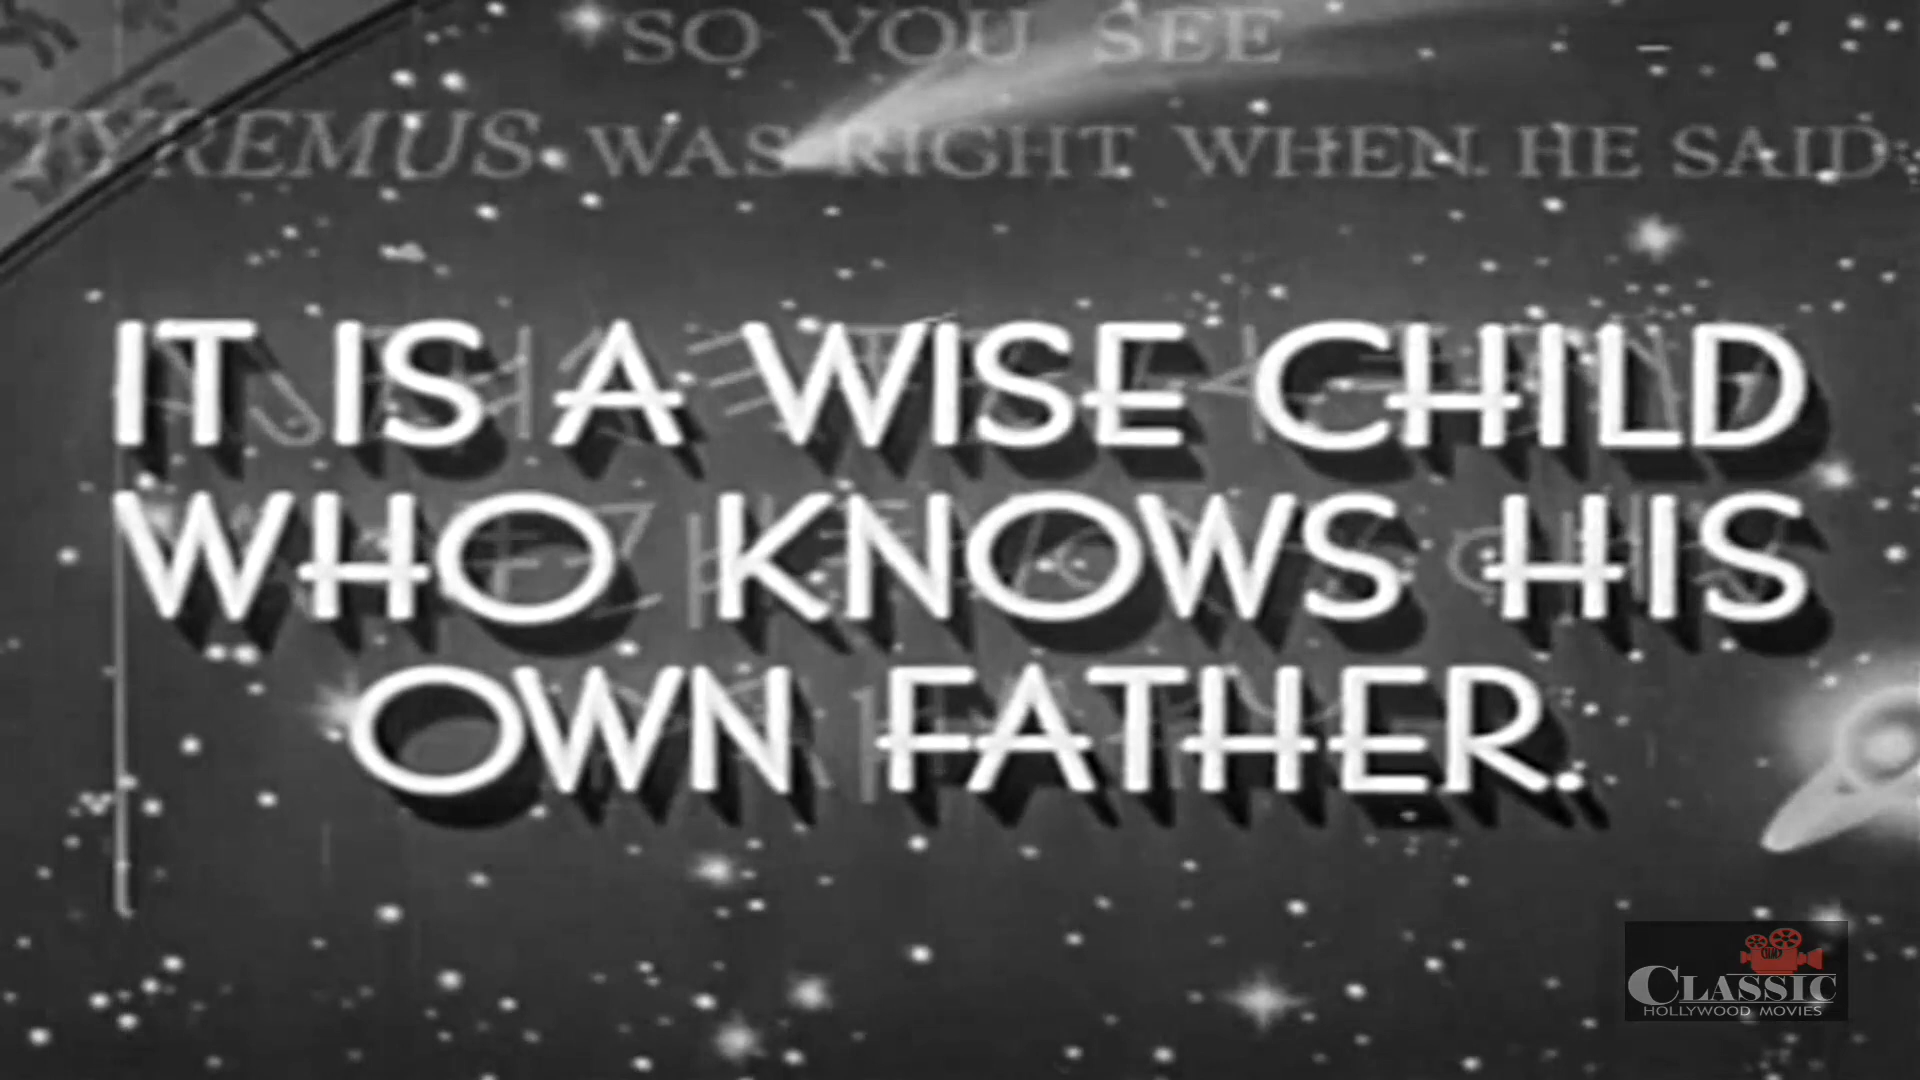 SO YOU SEE
TYREMUS WAS RIGHT WHEN HE SAID:
IT IS A WISE CHILD
WHO KNOWS HIS
OWN FATHER.
CLASSIC
HOLLYWOOD MOVIES